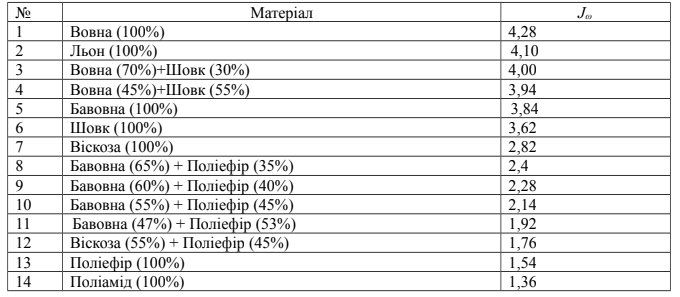 № Матеріал Jω
1 Вовна (100%) 4,28
2 Льон (100%) 4,10
3 Вовна (70%)+Шовк (30%) 4,00
4 Вовна (45%)+Шовк (55%) 3,94
5 Бавовна (100%) 3,84
6 Шовк (100%) 3,62
7 Віскоза (100%) 2,82
8 Бавовна (65%) + Поліефір (35%) 2,4
9 Бавовна (60%) + Поліефір (40%) 2,28
10 Бавовна (55%) + Поліефір (45%) 2,14
11 Бавовна (47%) + Поліефір (53%) 1,92
12 Віскоза (55%) + Поліефір (45%) 1,76
13 Поліефір (100%) 1,54
14 Поліамід (100%) 1,36